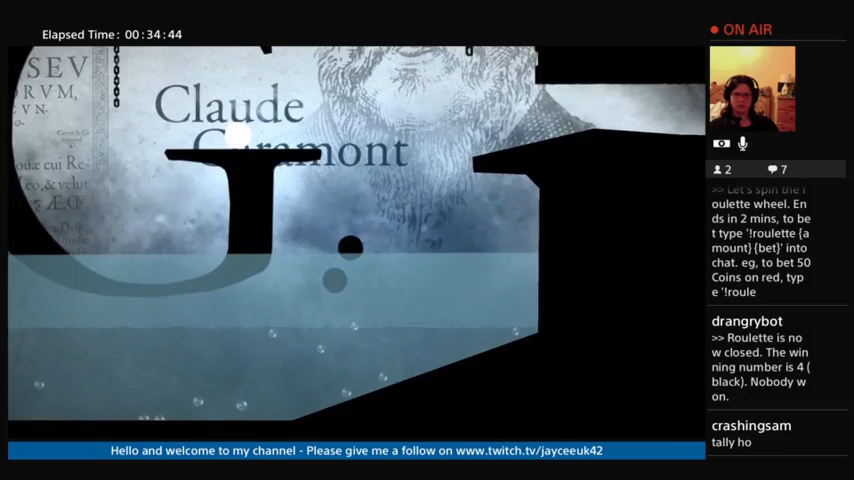 Elapsed Time: 00:34:44
ON AIR
SEV
ORVM,
CVN-
Claude
Garamont
quæ cui Re-
eo, & velut
2
7
>> Let's spin the r
oulette wheel. En
ds in 2 mins, to be
t type '!roulette {a
mount} {bet}' into
chat. eg, to bet 50
Coins on red, typ
e '!roule
drangrybot
>> Roulette is no
w closed. The win
ning number is 4 (
black). Nobody w
on.
crashingsam
tally ho
Hello and welcome to my channel - Please give me a follow on www.twitch.tv/jayceeuk42